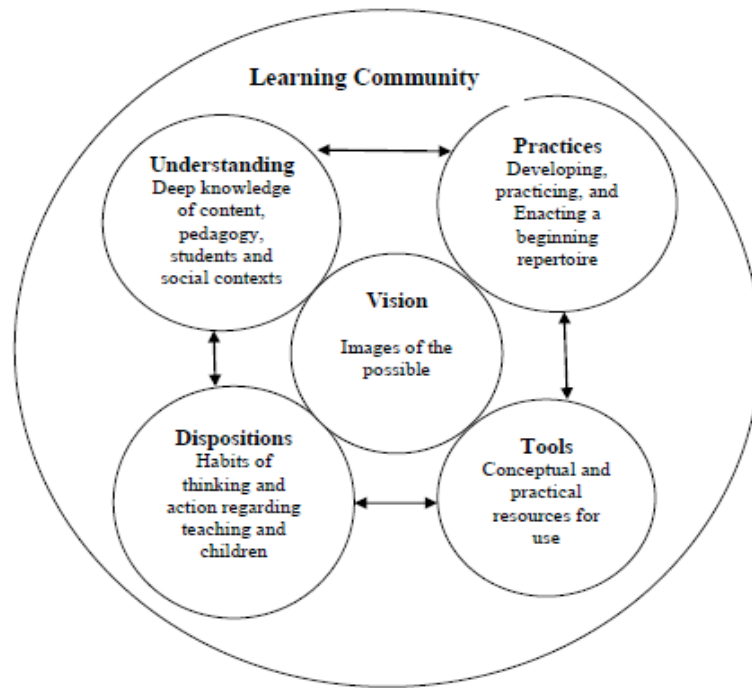 Learning Community
Understanding
Deep knowledge
of content,
pedagogy,
students and
social contexts
Practices
Developing,
practicing, and
Enacting a
beginning
repertoire
Vision
Images of the
possible
Dispositions
Habits of
thinking and
action regarding
teaching and
children
Tools
Conceptual and
practical
resources for
use